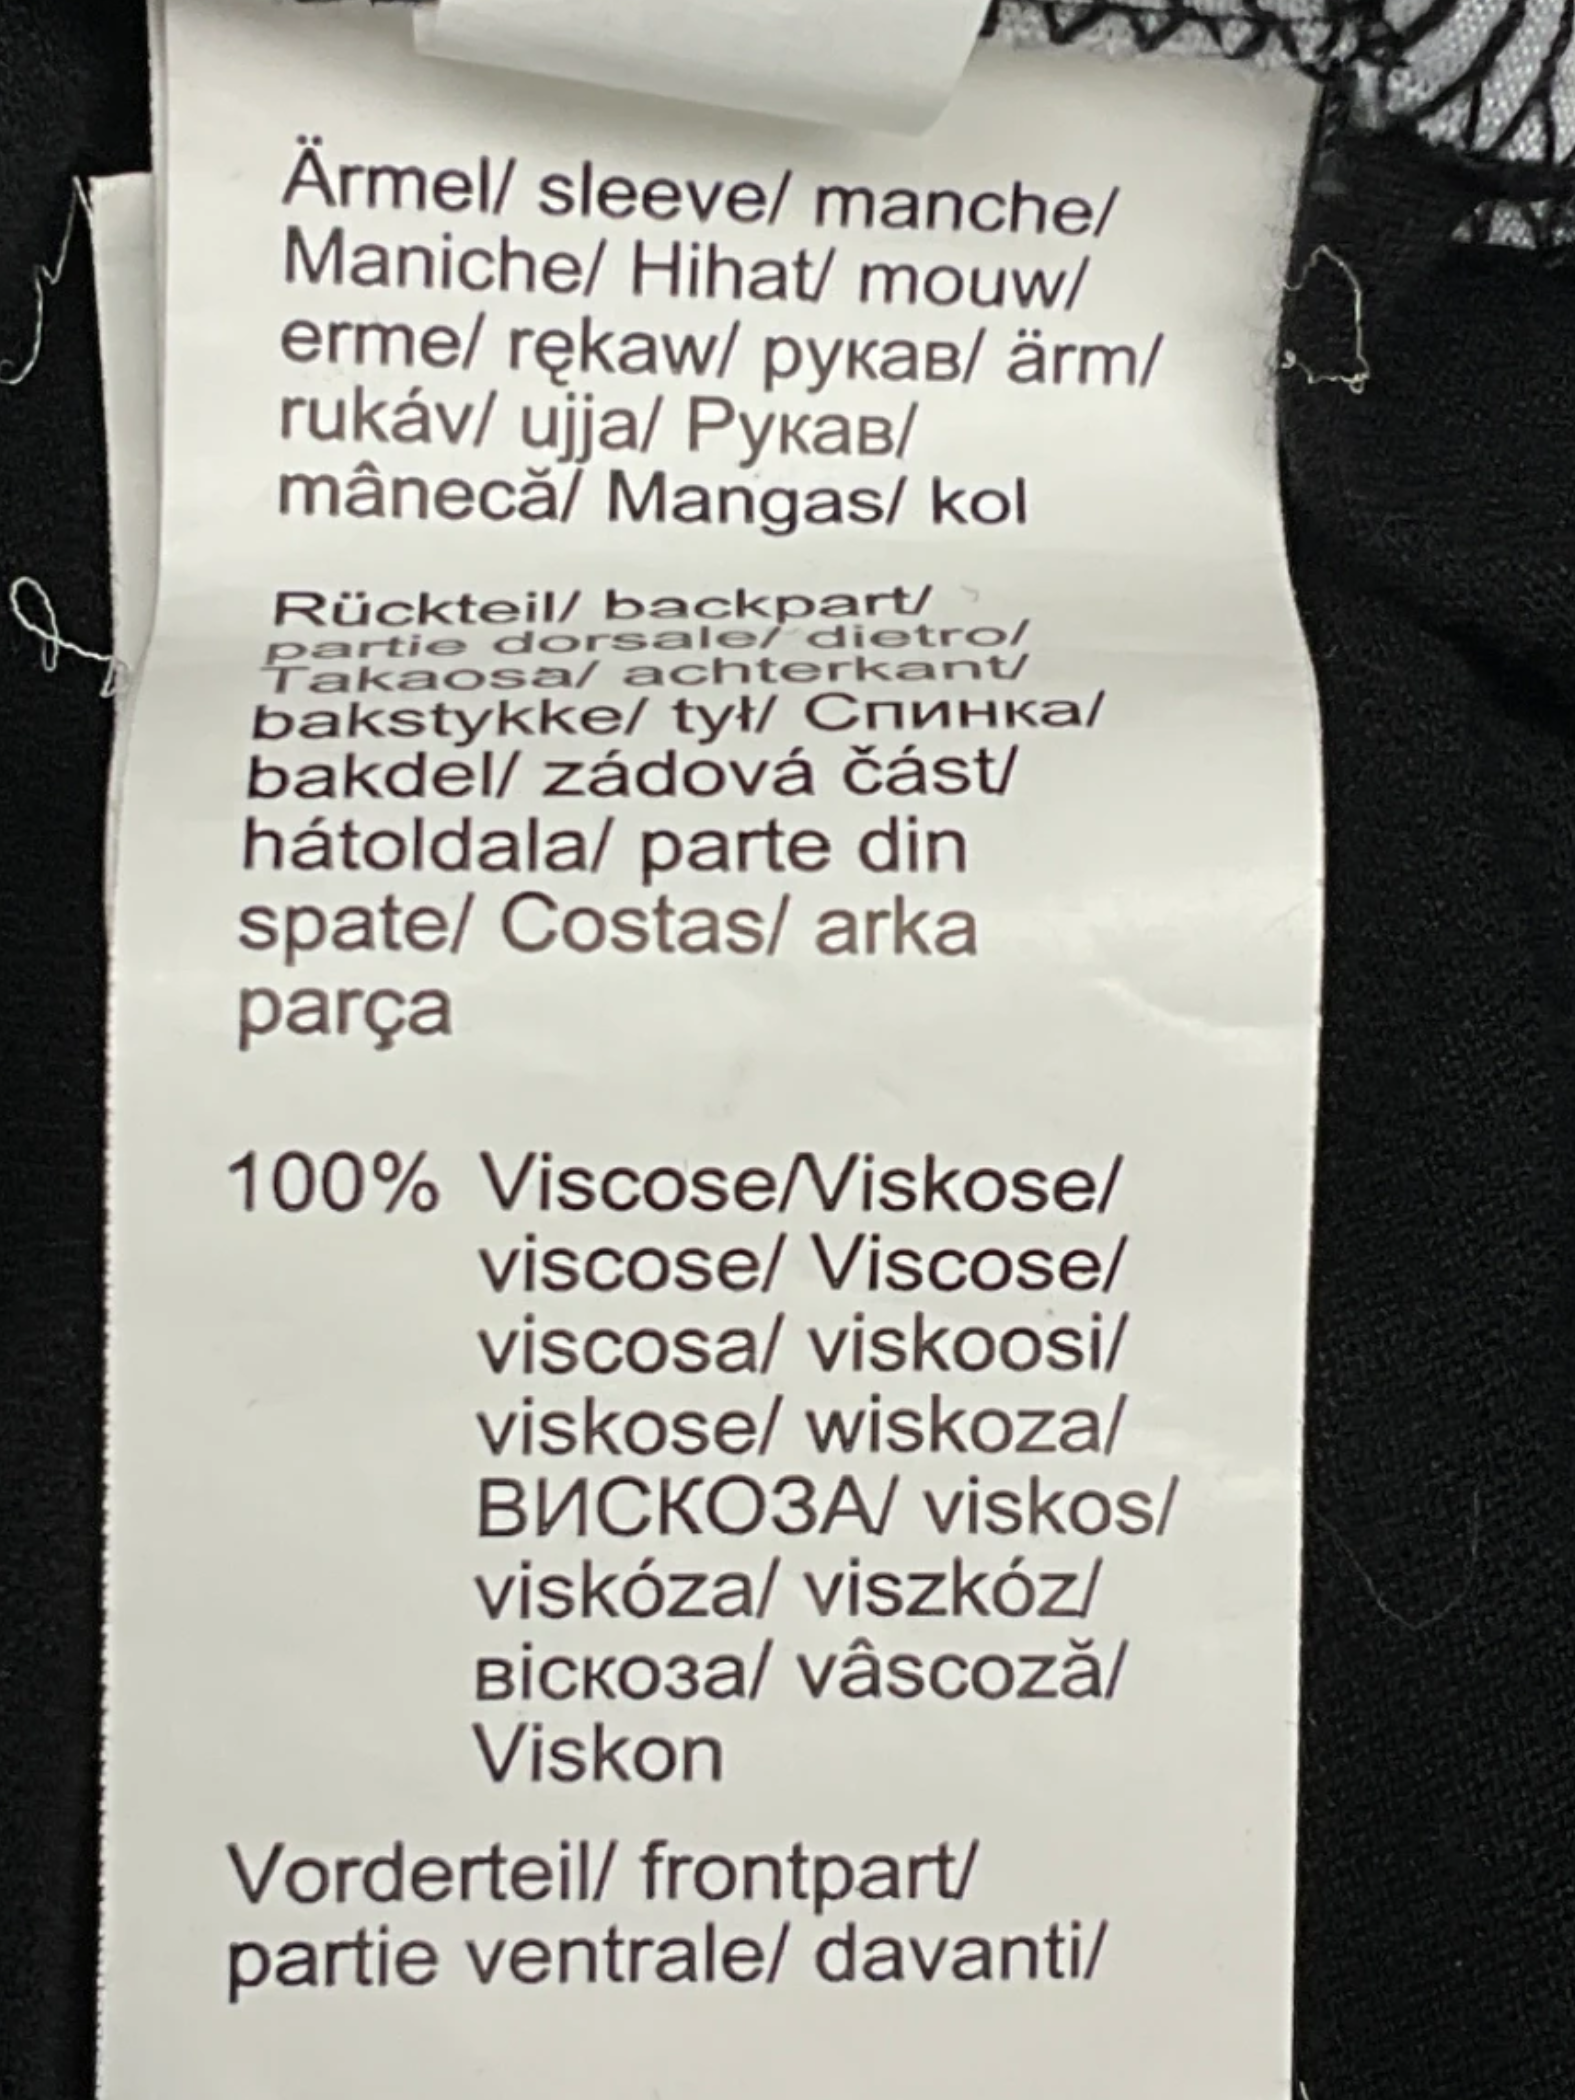 Ärmel/ sleeve/ manche/
Maniche/ Hihat/ mouw/
erme/ rękaw/ рукав/ ärm/
rukáv/ ujja/ Рукав/
mânecă/ Mangas/ kol
Rückteil/ backpart/
partie dorsale/ dietro/
Takaosa/ achterkant/
bakstykke/ tył/ Спинка/
bakdel/ zádová část/
hátoldala/ parte din
spate/ Costas/ arka
parça
100% Viscose/Viskose/
viscose/ Viscose/
viscosa/ viskoosi/
viskose/ wiskoza/
ВИСКОЗА/ viskos/
viskóza/ viszkóz/
віскоза/ vâscoză/
Viskon
Vorderteil/ frontpart/
partie ventrale/ davanti/